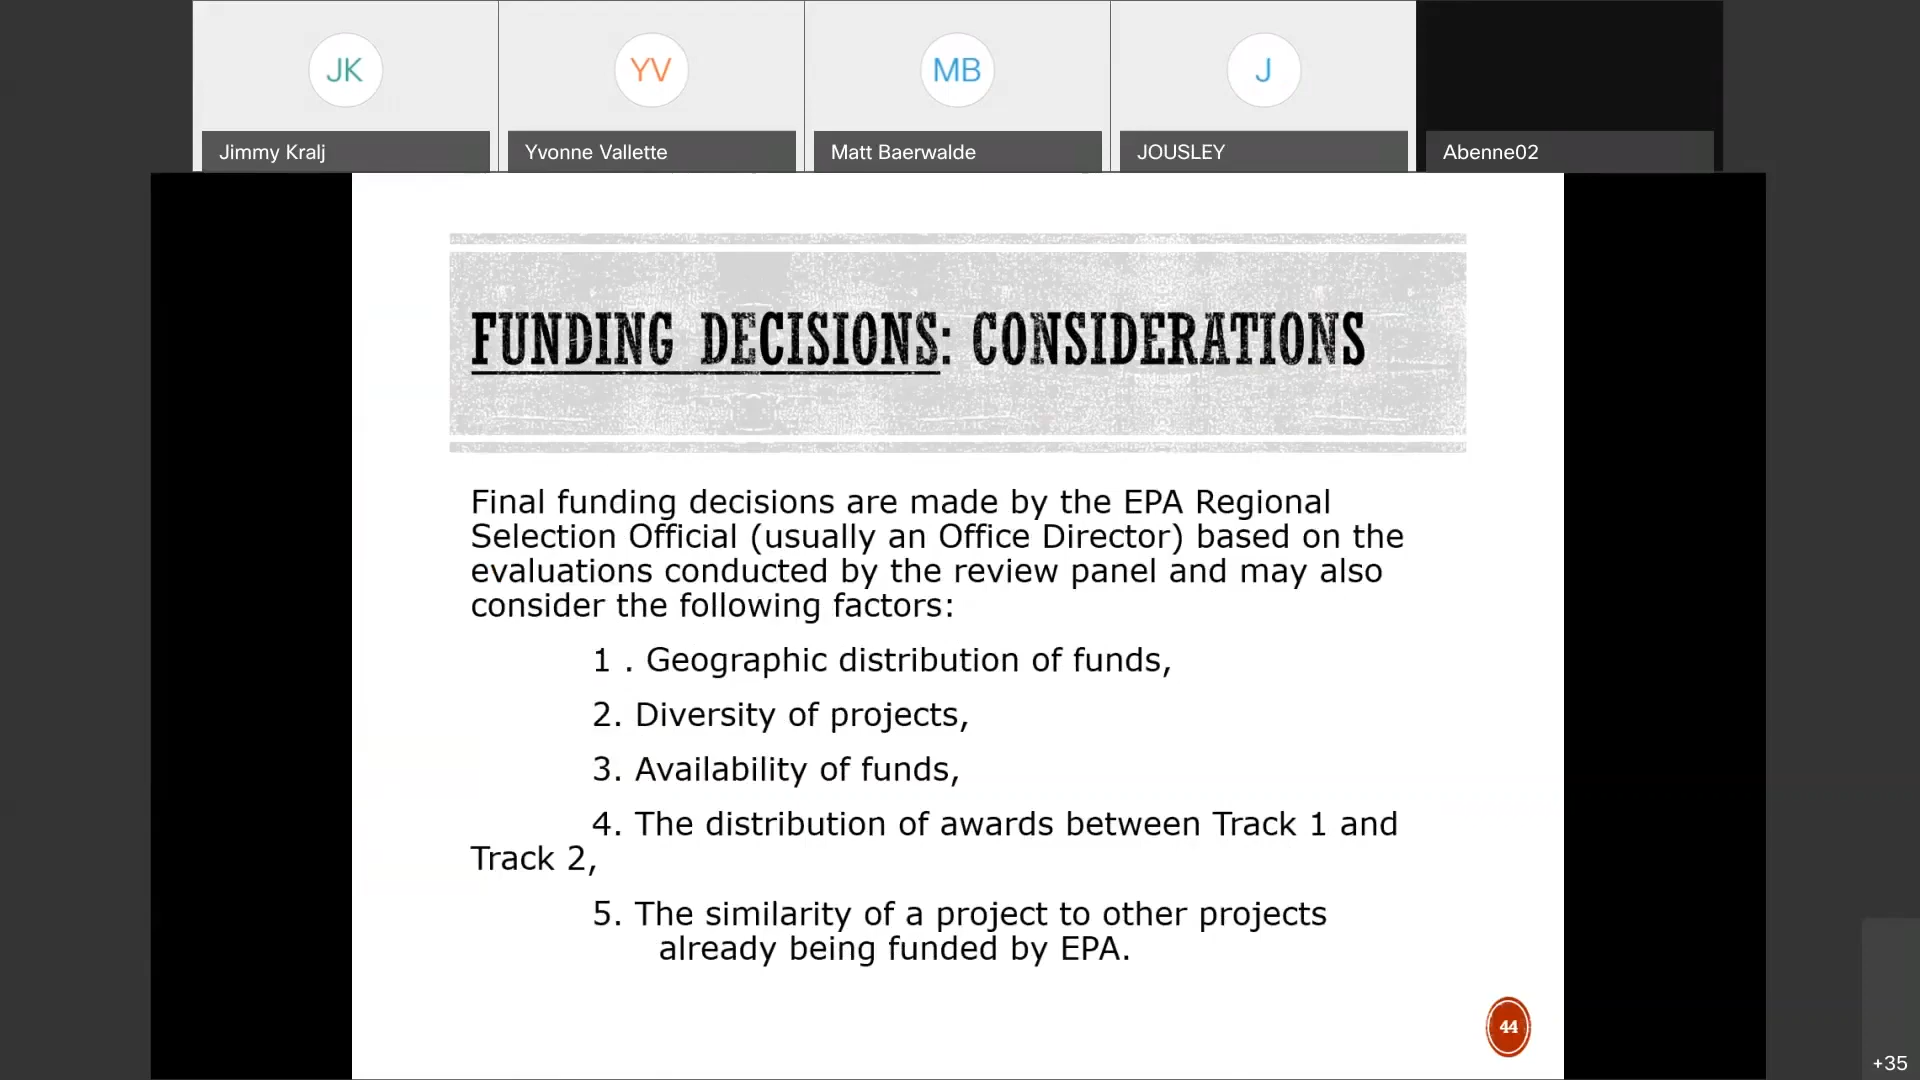 JK
YV
MB
J
Jimmy Kralj
Yvonne Vallette
Matt Baerwalde
JOUSLEY
Abenne02
FUNDING DECISIONS: CONSIDERATIONS
Final funding decisions are made by the EPA Regional
Selection Official (usually an Office Director) based on the
evaluations conducted by the review panel and may also
consider the following factors:
1 . Geographic distribution of funds,
2. Diversity of projects,
3. Availability of funds,
4. The distribution of awards between Track 1 and
Track 2,
5. The similarity of a project to other projects
already being funded by EPA.
44
+35